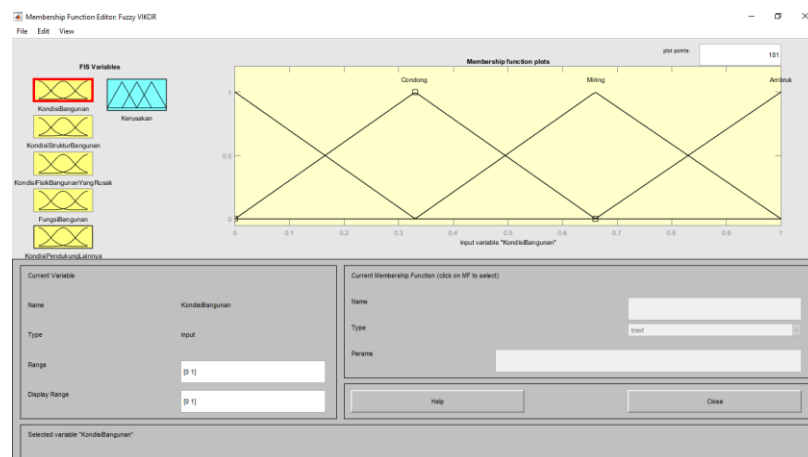 Membership Function Editor: Fuzzy VIKOR
File Edit View
FIS Variables
KondisiBangunan
Kerusakan
KondisiStrukturBangunan
KondisiFisikBangunanYangRusak
FungsiBangunan
KondisiPendukungLainnya
Membership function plots
plot points:
181
Condong
Miring
Ambruk
1
0.5
0
0 0.1 0.2 0.3 0.4 0.5 0.6 0.7 0.8 0.9 1
input variable "KondisiBangunan"
Current Variable
Name KondisiBangunan
Type input
Range [0 1]
Display Range [0 1]
Current Membership Function (click on MF to select)
Name
Type trimf
Params
Help Close
Selected variable "KondisiBangunan"